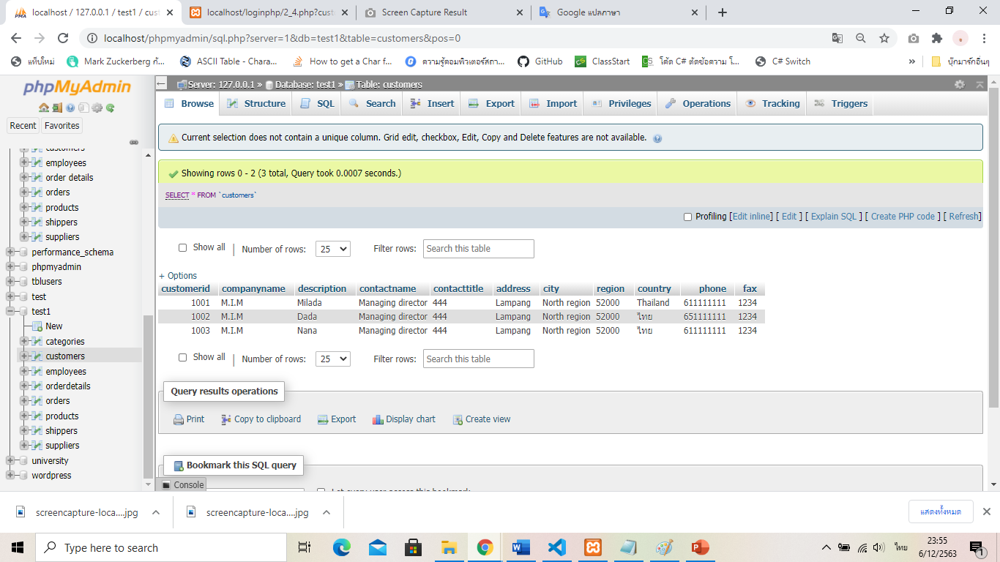 localhost / 127.0.0.1 / test1 / cust
localhost/loginphp/2_4.php?cust
Screen Capture Result
Google แปลภาษา
localhost/phpmyadmin/sql.php?server=1&db=test1&table=customers&pos=0
แท็บใหม่
Mark Zuckerberg ก้...
ASCII Table - Chara...
How to get a Char f...
ความรู้คอมพิวเตอร์สถา...
GitHub
ClassStart
โค้ด C# ตัดข้อความ โ...
C# Switch
»
บุ๊กมาร์กอื่นๆ
phpMyAdmin
Recent Favorites
customers
employees
order details
orders
products
shippers
suppliers
performance_schema
phpmyadmin
tblusers
test
test1
New
categories
customers
employees
orderdetails
orders
products
shippers
suppliers
university
wordpress
Server: 127.0.0.1 » Database: test1 » Table: customers
Browse Structure SQL Search Insert Export Import Privileges Operations Tracking Triggers
Current selection does not contain a unique column. Grid edit, checkbox, Edit, Copy and Delete features are not available.
Showing rows 0 - 2 (3 total, Query took 0.0007 seconds.)
SELECT * FROM `customers`
Profiling [Edit inline] [ Edit ] [ Explain SQL ] [ Create PHP code ] [ Refresh]
Show all | Number of rows: 25 Filter rows: Search this table
+ Options
customerid companyname description contactname contacttitle address city region country phone fax
1001 M.I.M Milada Managing director 444 Lampang North region 52000 Thailand 611111111 1234
1002 M.I.M Dada Managing director 444 Lampang North region 52000 ไทย 651111111 1234
1003 M.I.M Nana Managing director 444 Lampang North region 52000 ไทย 611111111 1234
Show all | Number of rows: 25 Filter rows: Search this table
Query results operations
Print Copy to clipboard Export Display chart Create view
Bookmark this SQL query
Console
Let every user access this bookmark
screencapture-loca....jpg
screencapture-loca....jpg
แสดงทั้งหมด
Type here to search
ไทย
23:55
6/12/2563
1